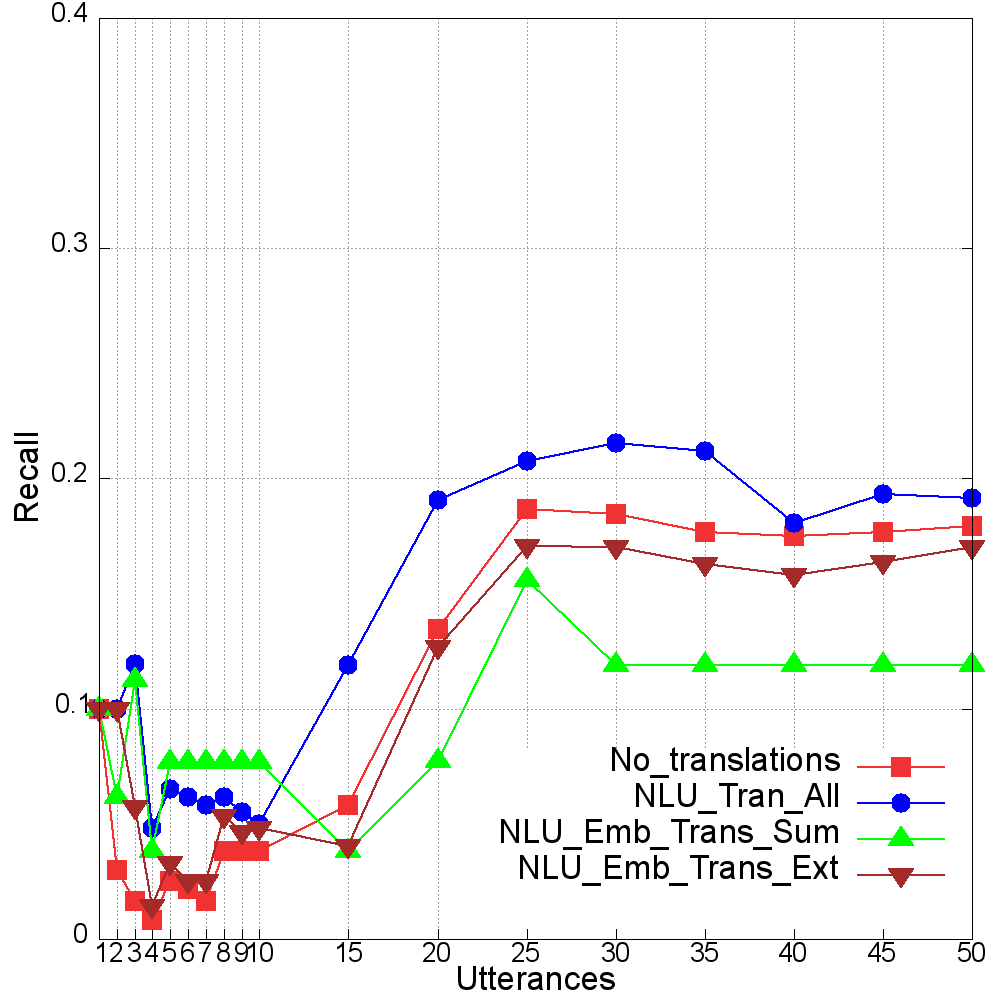 0.4
0.3
0.2
0.1
0
Recall
No_translations
NLU_Tran_All
NLU_Emb_Trans_Sum
NLU_Emb_Trans_Ext
1 2 3 4 5 6 7 8 9 10 15 20 25 30 35 40 45 50
Utterances